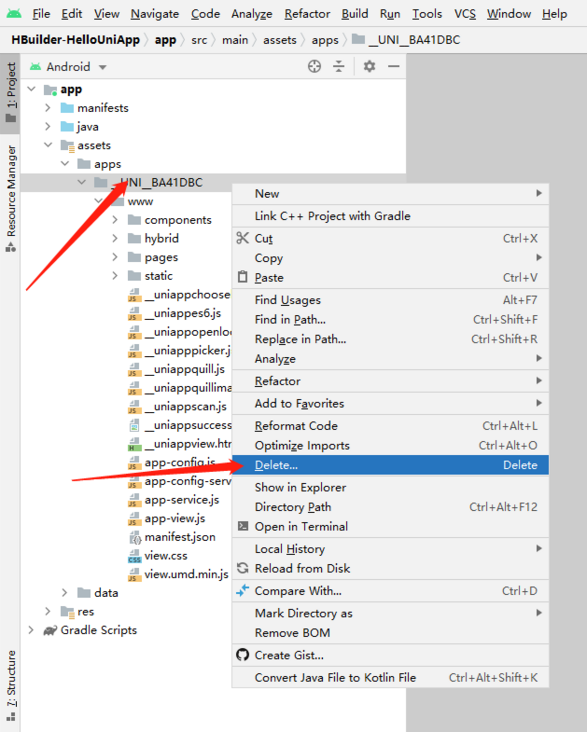 File Edit View Navigate Code Analyze Refactor Build Run Tools VCS Window Help
HBuilder-HelloUniApp app src main assets apps __UNI__BA41DBC
1: Project
Resource Manager
Z: Structure
Android
app
manifests
java
assets
apps
__UNI__BA41DBC
www
components
hybrid
pages
static
__uniappchoose
__uniappes6.js
__uniappopenloc
__uniapppicker.j
__uniappquill.js
__uniappquillima
__uniappscan.js
__uniappsuccess
__uniappview.htm
app-config.js
app-config-serv
app-service.js
app-view.js
manifest.json
view.css
view.umd.min.js
data
res
Gradle Scripts
New
Link C++ Project with Gradle
Cut Ctrl+X
Copy
Paste Ctrl+V
Find Usages Alt+F7
Find in Path... Ctrl+Shift+F
Replace in Path... Ctrl+Shift+R
Analyze
Refactor
Add to Favorites
Reformat Code Ctrl+Alt+L
Optimize Imports Ctrl+Alt+O
Delete... Delete
Show in Explorer
Directory Path Ctrl+Alt+F12
Open in Terminal
Local History
Reload from Disk
Compare With... Ctrl+D
Mark Directory as
Remove BOM
Create Gist...
Convert Java File to Kotlin File Ctrl+Alt+Shift+K